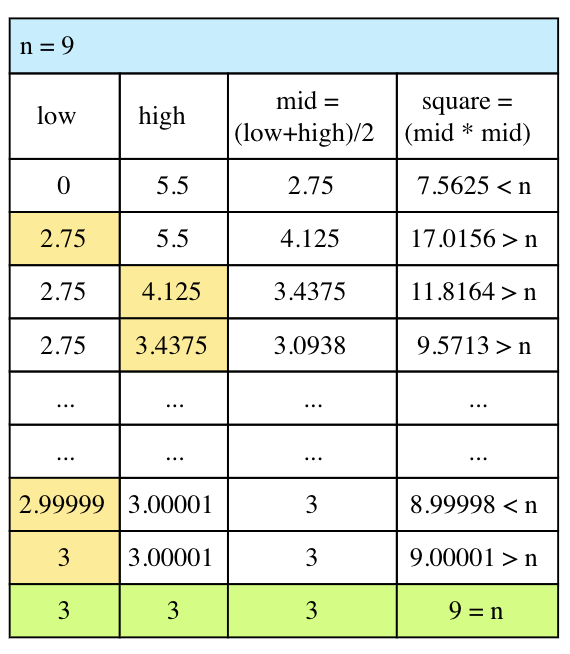 n = 9
low high mid = (low+high)/2 square = (mid * mid)
0 5.5 2.75 7.5625 < n
2.75 5.5 4.125 17.0156 > n
2.75 4.125 3.4375 11.8164 > n
2.75 3.4375 3.0938 9.5713 > n
... ... ... ...
... ... ... ...
2.99999 3.00001 3 8.99998 < n
3 3.00001 3 9.00001 > n
3 3 3 9 = n